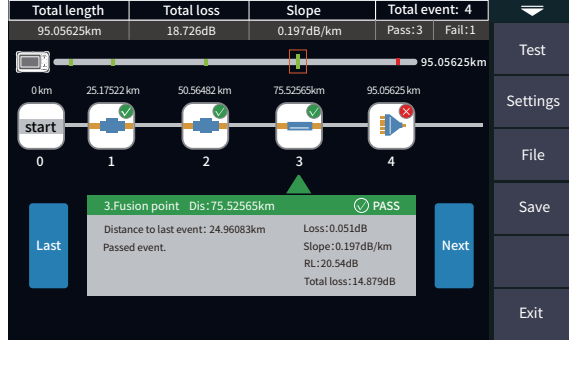 Total length Total loss Slope Total event: 4
95.05625km 18.726dB 0.197dB/km Pass:3 Fail:1
95.05625km
0km 25.17522 km 50.56482 km 75.52565km 95.05625 km
start
0 1 2 3 4
3.Fusion point Dis:75.52565km PASS
Distance to last event: 24.96083km Loss:0.051dB
Passed event. Slope:0.197dB/km
RL:20.54dB
Total loss:14.879dB
Last
Next
Test
Settings
File
Save
Exit